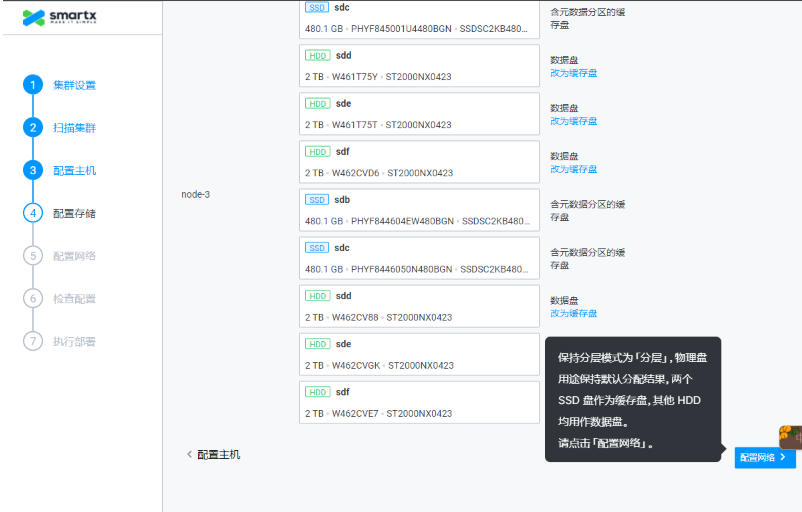 smartx
MAKE IT SIMPLE
1 集群设置
2 扫描集群
3 配置主机
4 配置存储
5 配置网络
6 检查配置
7 执行部署
node-3
SSD sdc
480.1 GB • PHYF845001U4480BGN • SSDSC2KB480...
含元数据分区的缓
存盘
HDD sdd
2 TB • W461T75Y • ST2000NX0423
数据盘
改为缓存盘
HDD sde
2 TB • W461T75T • ST2000NX0423
数据盘
改为缓存盘
HDD sdf
2 TB • W462CVD6 • ST2000NX0423
数据盘
改为缓存盘
SSD sdb
480.1 GB • PHYF844604EW480BGN • SSDSC2KB480...
含元数据分区的缓
存盘
SSD sdc
480.1 GB • PHYF8446050N480BGN • SSDSC2KB480...
含元数据分区的缓
存盘
HDD sdd
2 TB • W462CV88 • ST2000NX0423
数据盘
改为缓存盘
HDD sde
2 TB • W462CVGK • ST2000NX0423
HDD sdf
2 TB • W462CVE7 • ST2000NX0423
保持分层模式为「分层」，物理盘
用途保持默认分配结果，两个
SSD 盘作为缓存盘，其他 HDD
均用作数据盘。
请点击「配置网络」。
< 配置主机
配置网络 >